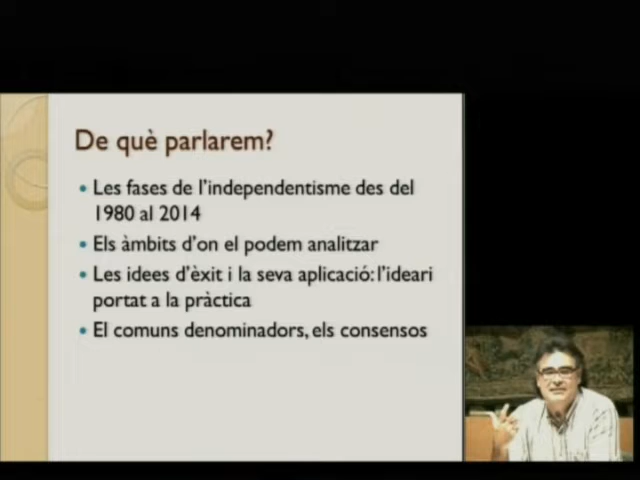 De què parlarem?
• Les fases de l'independentisme des del
1980 al 2014
• Els àmbits d'on el podem analitzar
• Les idees d'èxit i la seva aplicació: l'ideari
portat a la pràctica
• El comuns denominadors, els consensos